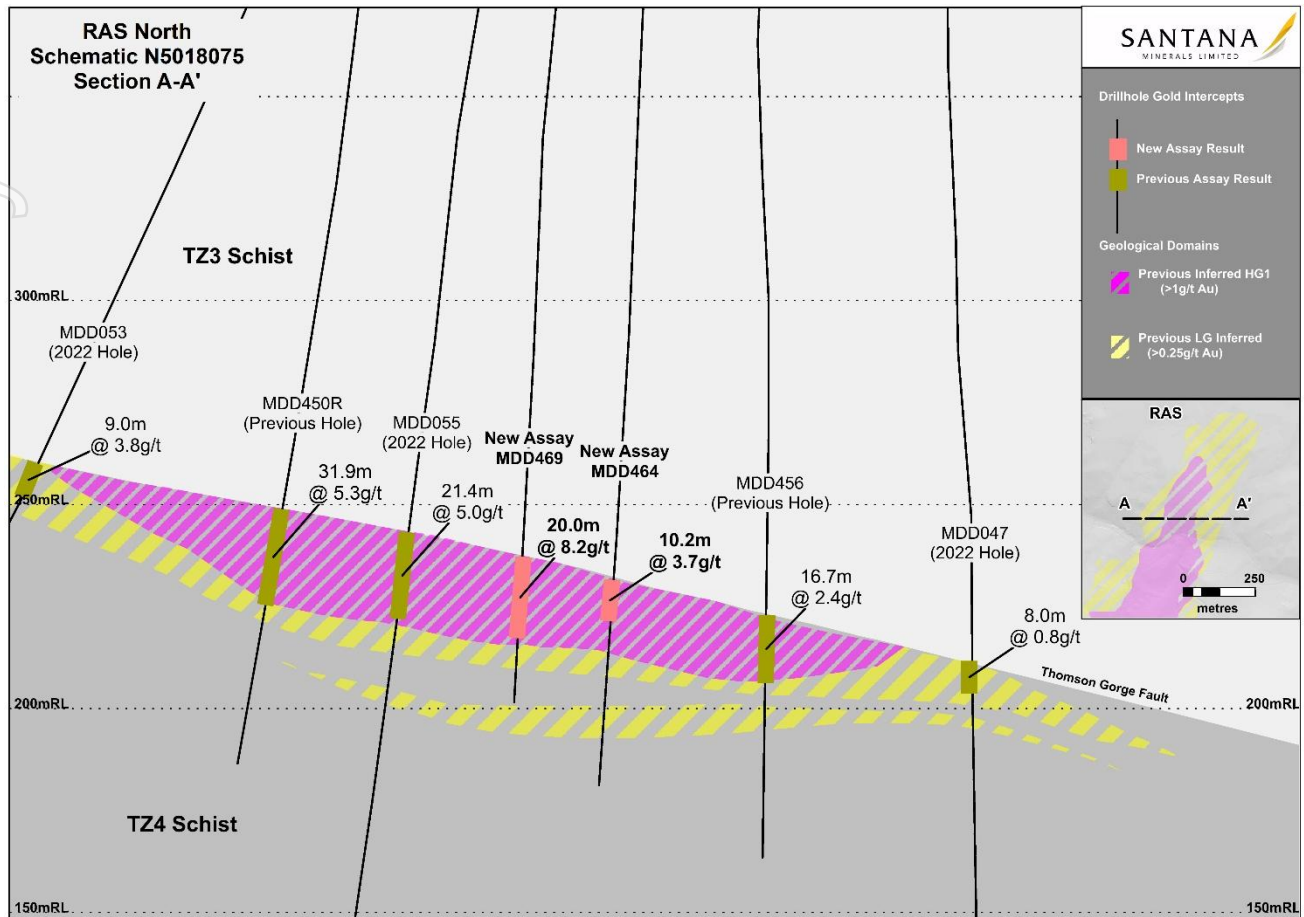 RAS North
Schematic N5018075
Section A-A'
SANTANA
MINERALS LIMITED
Drillhole Gold Intercepts
New Assay Result
Previous Assay Result
Geological Domains
Previous Inferred HG1
(>1g/t Au)
Previous LG Inferred
(>0.25g/t Au)
RAS
A
A'
0
250
metres
TZ3 Schist
300mRL
MDD053
(2022 Hole)
9.0m
@ 3.8g/t
MDD450R
(Previous Hole)
31.9m
@ 5.3g/t
MDD055
(2022 Hole)
21.4m
@ 5.0g/t
New Assay
MDD469
20.0m
@ 8.2g/t
New Assay
MDD464
10.2m
@ 3.7g/t
MDD456
(Previous Hole)
16.7m
@ 2.4g/t
MDD047
(2022 Hole)
8.0m
@ 0.8g/t
250mRL
Thomson Gorge Fault
200mRL
200mRL
TZ4 Schist
150mRL
150mRL